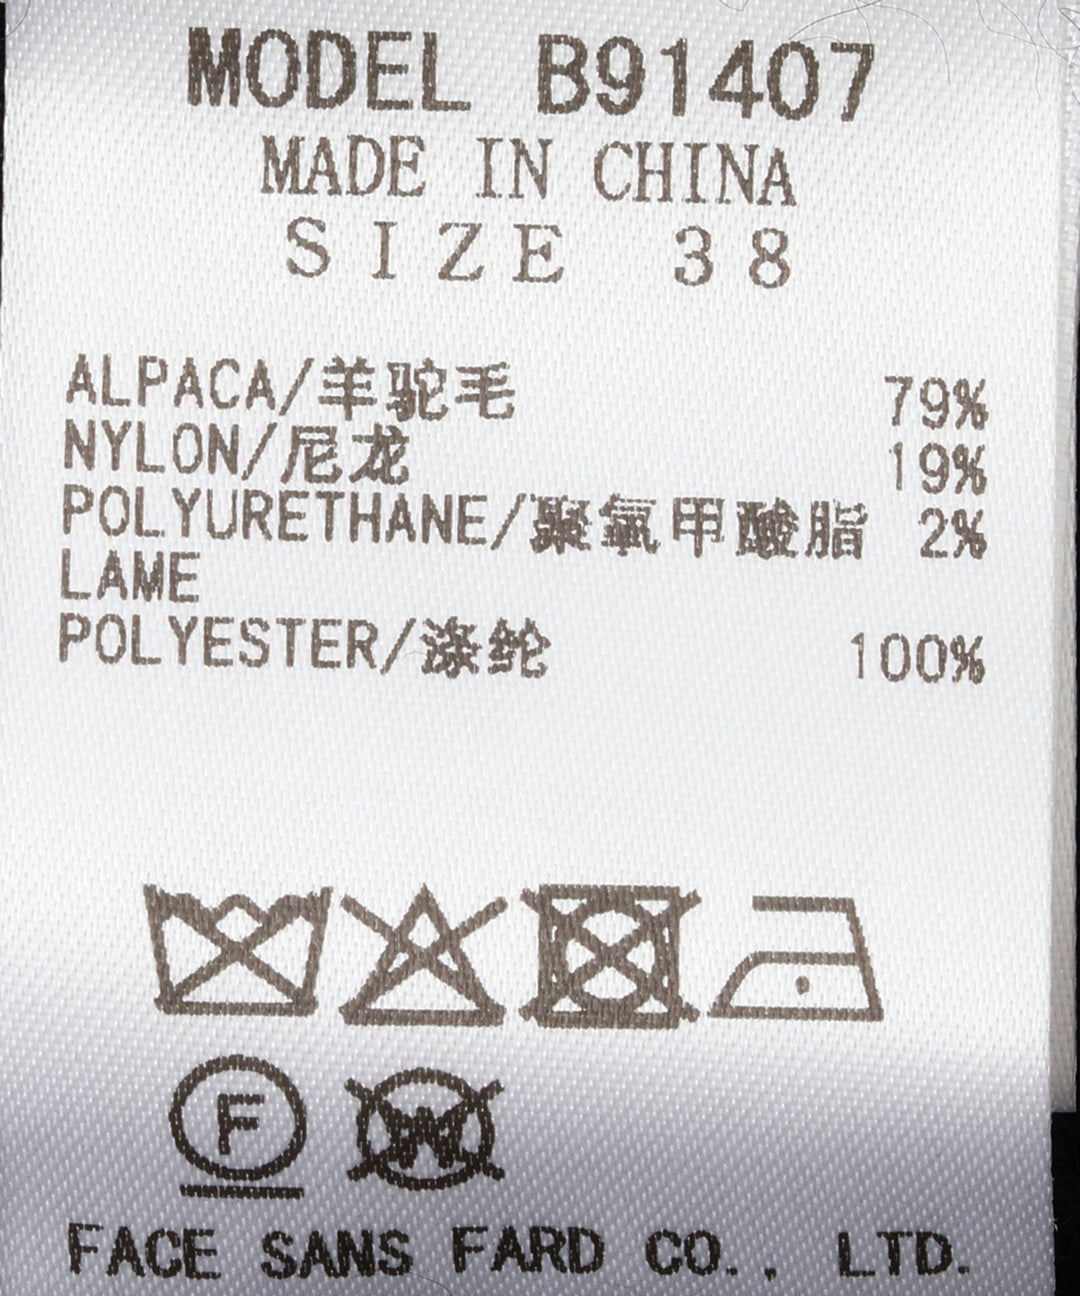 MODEL B91407
MADE IN CHINA
SIZE 38
ALPACA/羊驼毛 79%
NYLON/尼龙 19%
POLYURETHANE/聚氧甲酸脂 2%
LAME
POLYESTER/涤纶 100%
F
W
FACE SANS FARD CO., LTD.